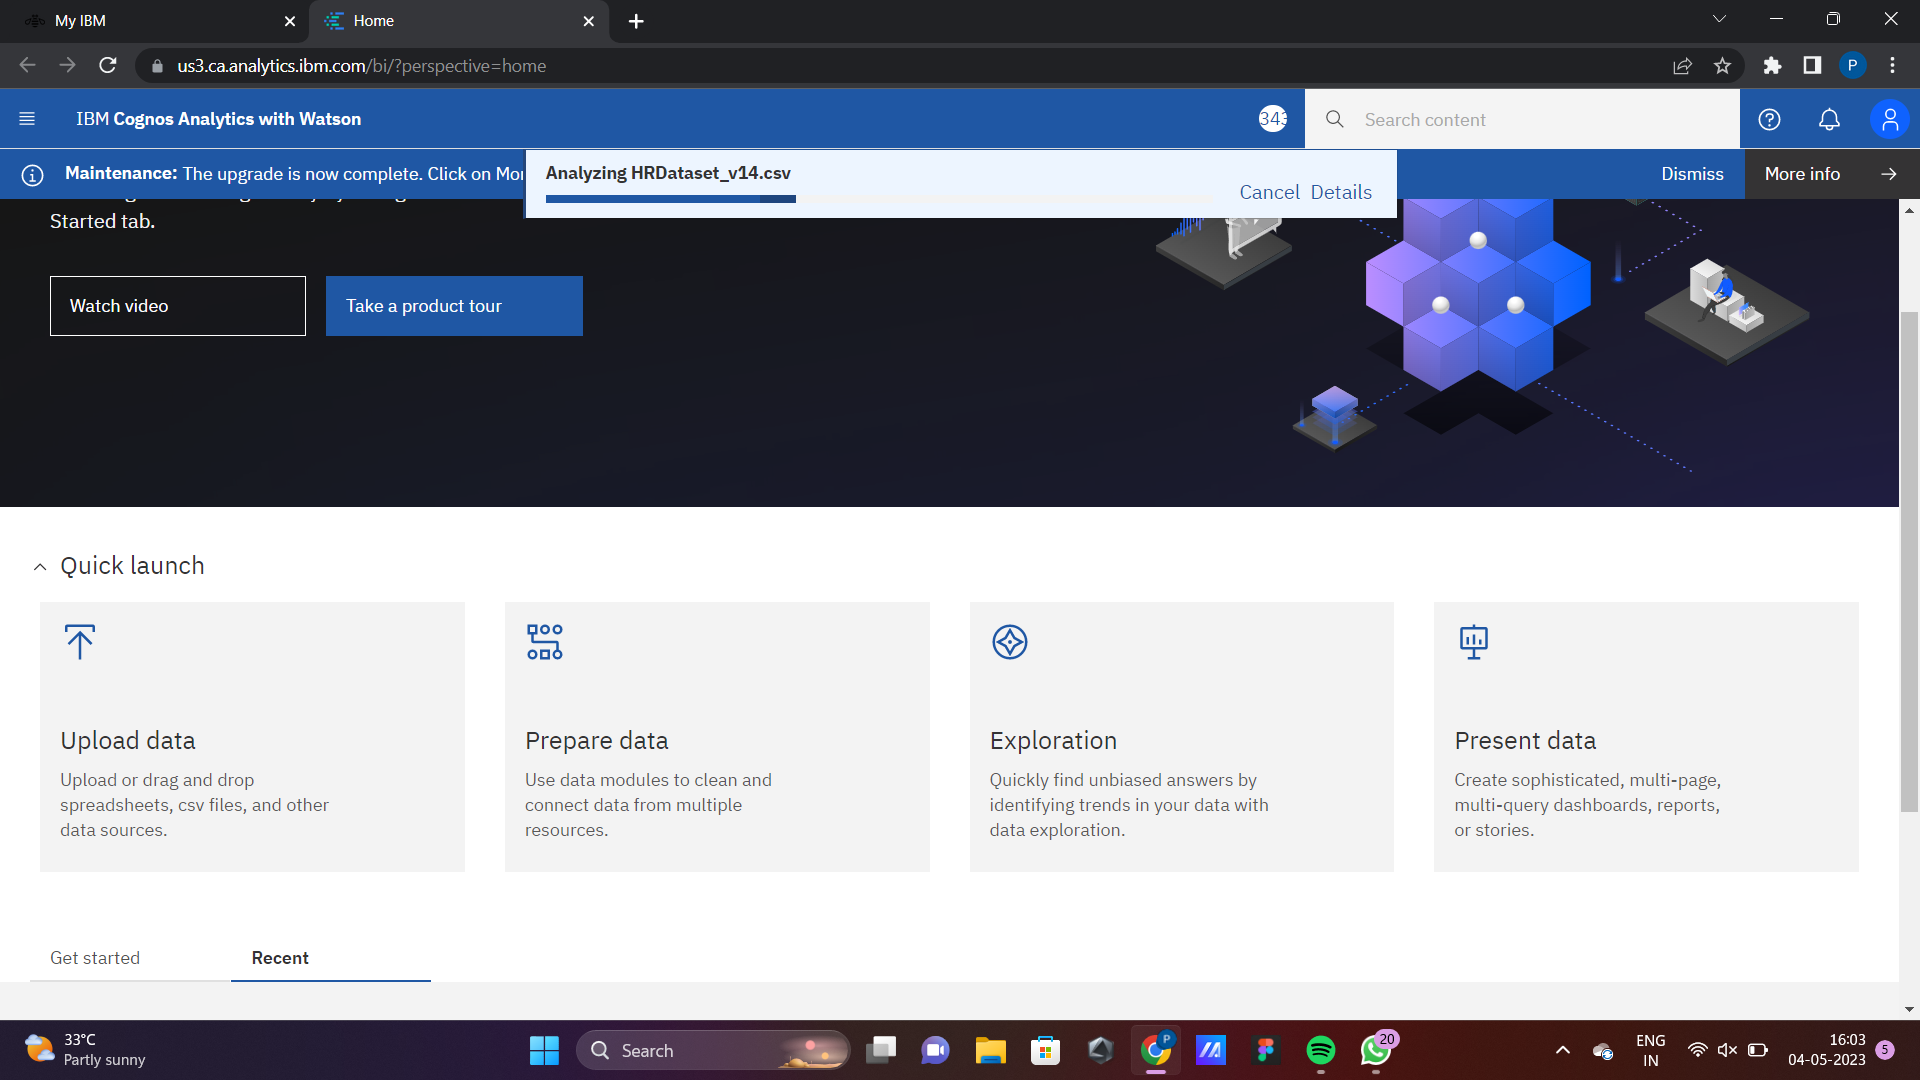 My IBM
Home
us3.ca.analytics.ibm.com/bi/?perspective=home
P
IBM Cognos Analytics with Watson
343
Search content
Maintenance: The upgrade is now complete. Click on Mo
Analyzing HRDataset_v14.csv
Cancel Details
Dismiss
More info
Started tab.
Watch video
Take a product tour
Quick launch
Upload data
Upload or drag and drop
spreadsheets, csv files, and other
data sources.
Prepare data
Use data modules to clean and
connect data from multiple
resources.
Exploration
Quickly find unbiased answers by
identifying trends in your data with
data exploration.
Present data
Create sophisticated, multi-page,
multi-query dashboards, reports,
or stories.
Get started
Recent
33°C
Partly sunny
Search
P
20
ENG
IN
16:03
04-05-2023
5